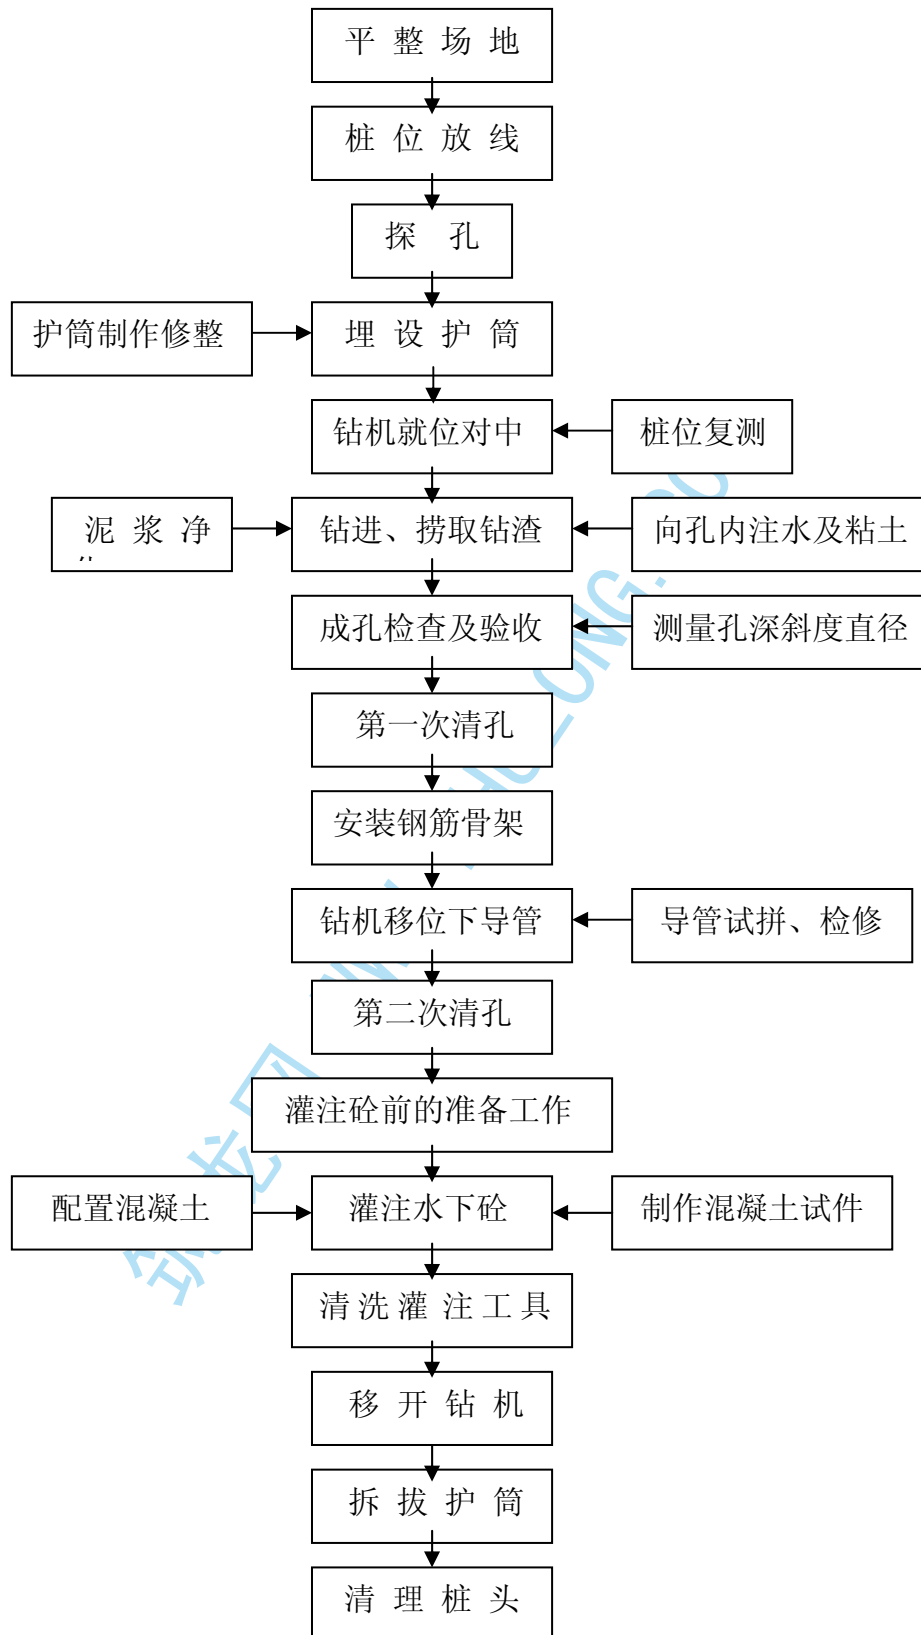 平整场地
桩位放线
探孔
护筒制作修整
埋设护筒
钻机就位对中
桩位复测
泥浆净
钻进、捞取钻渣
向孔内注水及粘土
成孔检查及验收
测量孔深斜度直径
第一次清孔
安装钢筋骨架
钻机移位下导管
导管试拼、检修
第二次清孔
灌注砼前的准备工作
配置混凝土
灌注水下砼
制作混凝土试件
清洗灌注工具
移开钻机
拆拔护筒
清理桩头